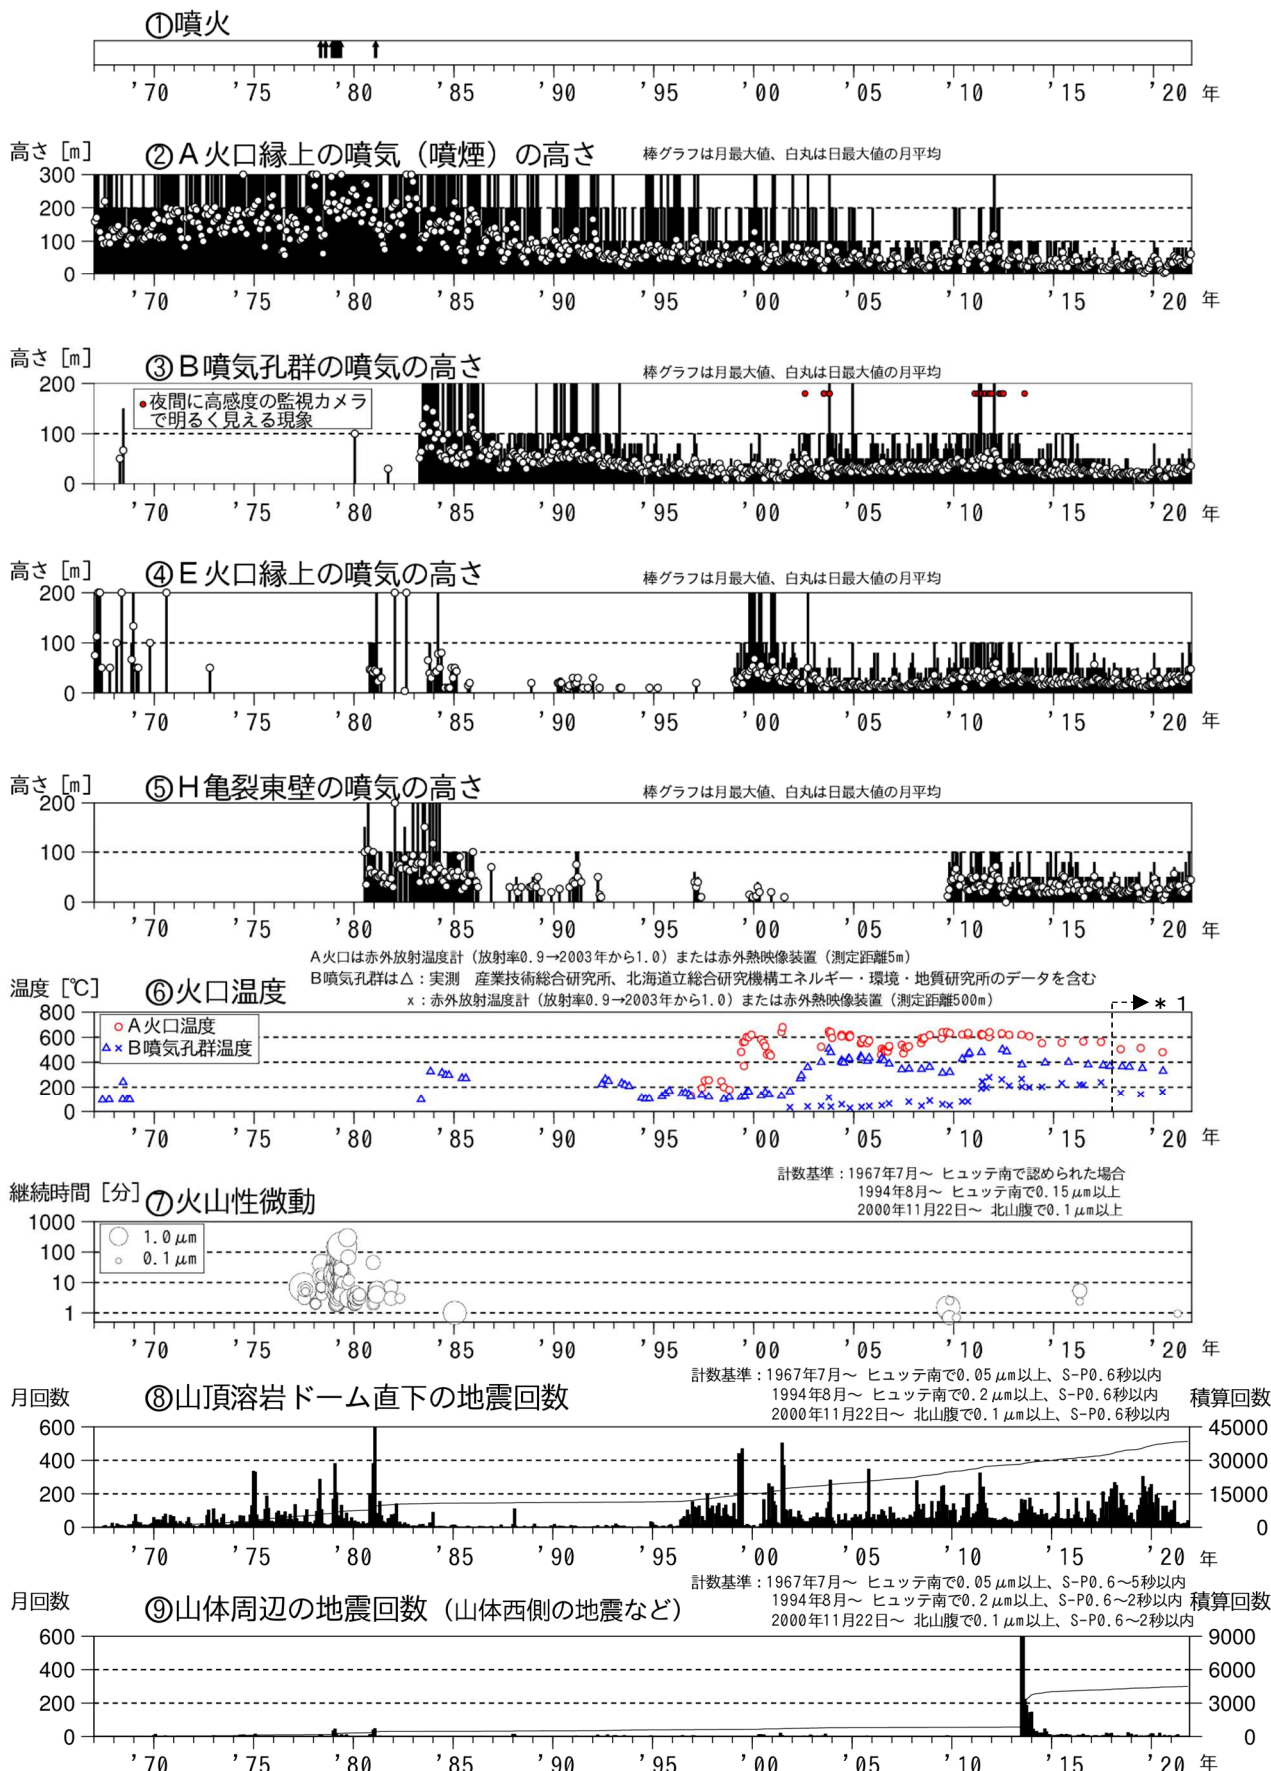 ①噴火
'70 '75 '80 '85 '90 '95 '00 '05 '10 '15 '20 年
高さ [m] ②A火口縁上の噴気（噴煙）の高さ 棒グラフは月最大値、白丸は日最大値の月平均
300
200
100
0
'70 '75 '80 '85 '90 '95 '00 '05 '10 '15 '20 年
高さ [m] ③B噴気孔群の噴気の高さ 棒グラフは月最大値、白丸は日最大値の月平均
200
夜間に高感度の監視カメラ
で明るく見える現象
100
0
'70 '75 '80 '85 '90 '95 '00 '05 '10 '15 '20 年
高さ [m] ④E火口縁上の噴気の高さ 棒グラフは月最大値、白丸は日最大値の月平均
200
100
0
'70 '75 '80 '85 '90 '95 '00 '05 '10 '15 '20 年
高さ [m] ⑤H亀裂東壁の噴気の高さ 棒グラフは月最大値、白丸は日最大値の月平均
200
100
0
'70 '75 '80 '85 '90 '95 '00 '05 '10 '15 '20 年
A火口は赤外放射温度計（放射率0.9→2003年から1.0）または赤外熱映像装置（測定距離5m）
B噴気孔群は△：実測　産業技術総合研究所、北海道立総合研究機構エネルギー・環境・地質研究所のデータを含む
温度 [℃] ⑥火口温度 x：赤外放射温度計（放射率0.9→2003年から1.0）または赤外熱映像装置（測定距離500m）
＊1
800
○ A火口温度
600
△ × B噴気孔群温度
400
200
0
'70 '75 '80 '85 '90 '95 '00 '05 '10 '15 '20 年
計数基準：1967年7月～ ヒュッテ南で認められた場合
継続時間 [分] ⑦火山性微動 1994年8月～ ヒュッテ南で0.15μm以上
2000年11月22日～ 北山腹で0.1μm以上
1000
1.0μm
100
0.1μm
10
1
'70 '75 '80 '85 '90 '95 '00 '05 '10 '15 '20 年
計数基準：1967年7月～ ヒュッテ南で0.05μm以上、S-P0.6秒以内
月回数 ⑧山頂溶岩ドーム直下の地震回数 1994年8月～ ヒュッテ南で0.2μm以上、S-P0.6秒以内 積算回数
2000年11月22日～ 北山腹で0.1μm以上、S-P0.6秒以内
600 45000
400 30000
200 15000
0 0
'70 '75 '80 '85 '90 '95 '00 '05 '10 '15 '20 年
計数基準：1967年7月～ ヒュッテ南で0.05μm以上、S-P0.6～5秒以内
月回数 ⑨山体周辺の地震回数（山体西側の地震など） 1994年8月～ ヒュッテ南で0.2μm以上、S-P0.6～2秒以内 積算回数
2000年11月22日～ 北山腹で0.1μm以上、S-P0.6～2秒以内
600 9000
400 6000
200 3000
0 0
'70 '75 '80 '85 '90 '95 '00 '05 '10 '15 '20 年